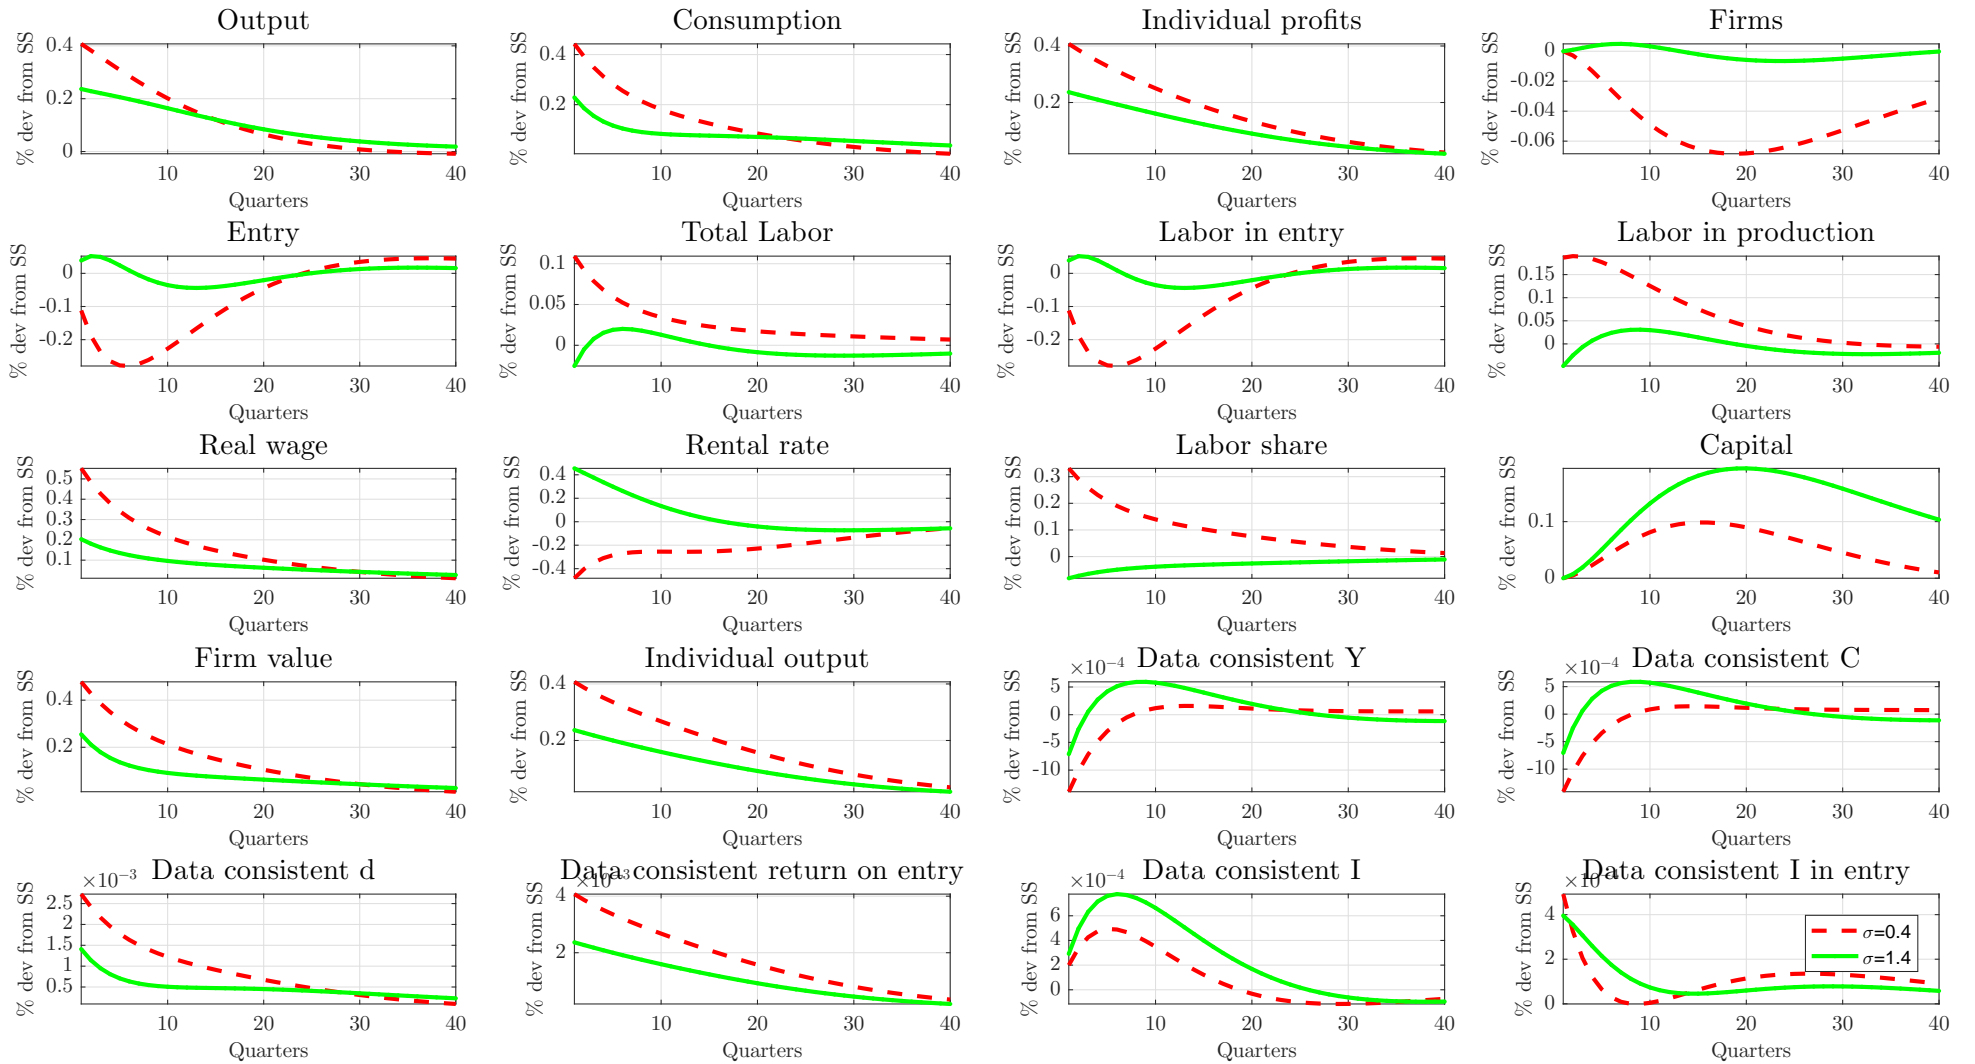 Output
Consumption
Individual profits
Firms
% dev from SS
0.4
0.2
0
10
20
30
40
Quarters
% dev from SS
0.4
0.2
10
20
30
40
Quarters
% dev from SS
0.4
0.2
10
20
30
40
Quarters
% dev from SS
0
-0.02
-0.04
-0.06
10
20
30
40
Quarters
Entry
Total Labor
Labor in entry
Labor in production
% dev from SS
0
-0.1
-0.2
10
20
30
40
Quarters
% dev from SS
0.1
0.05
0
10
20
30
40
Quarters
% dev from SS
0
-0.1
-0.2
10
20
30
40
Quarters
% dev from SS
0.15
0.1
0.05
0
10
20
30
40
Quarters
Real wage
Rental rate
Labor share
Capital
% dev from SS
0.5
0.4
0.3
0.2
0.1
10
20
30
40
Quarters
% dev from SS
0.4
0.2
0
-0.2
-0.4
10
20
30
40
Quarters
% dev from SS
0.3
0.2
0.1
0
10
20
30
40
Quarters
% dev from SS
0.1
0
10
20
30
40
Quarters
Firm value
Individual output
Data consistent Y
Data consistent C
% dev from SS
0.4
0.2
10
20
30
40
Quarters
% dev from SS
0.4
0.2
10
20
30
40
Quarters
×10⁻⁴
% dev from SS
5
0
-5
-10
10
20
30
40
Quarters
×10⁻⁴
% dev from SS
5
0
-5
-10
10
20
30
40
Quarters
Data consistent d
Data consistent return on entry
Data consistent I
Data consistent I in entry
×10⁻³
% dev from SS
2.5
2
1.5
1
0.5
10
20
30
40
Quarters
% dev from SS
4
2
10
20
30
40
Quarters
×10⁻⁴
% dev from SS
6
4
2
0
10
20
30
40
Quarters
% dev from SS
4
2
0
10
20
30
40
Quarters
σ=0.4
σ=1.4